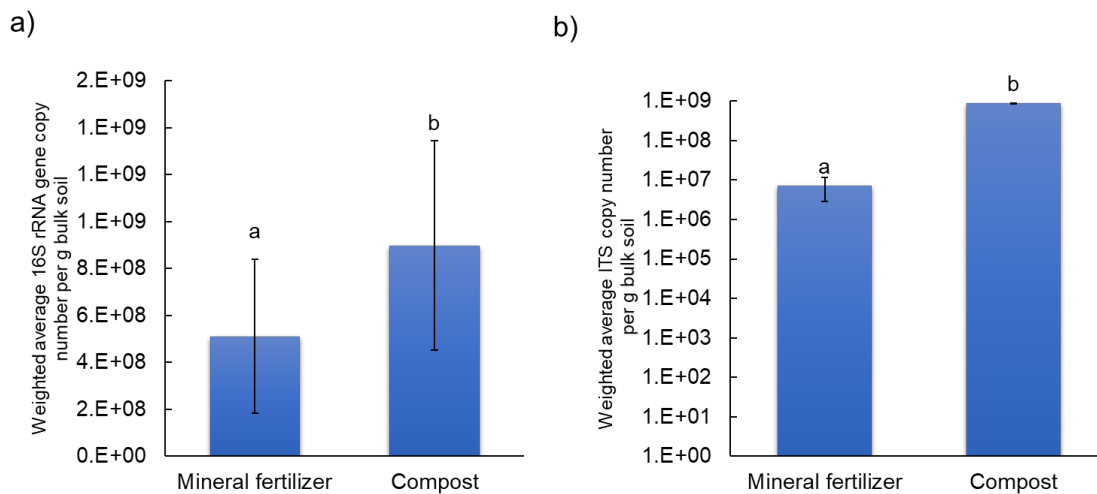 a)
Weighted average 16S rRNA gene copy
number per g bulk soil
2.E+09
1.E+09
1.E+09
1.E+09
8.E+08
6.E+08
4.E+08
2.E+08
0.E+00
a
b
Mineral fertilizer
Compost
b)
Weighted average ITS copy number
per g bulk soil
1.E+09
1.E+08
1.E+07
1.E+06
1.E+05
1.E+04
1.E+03
1.E+02
1.E+01
1.E+00
a
b
Mineral fertilizer
Compost